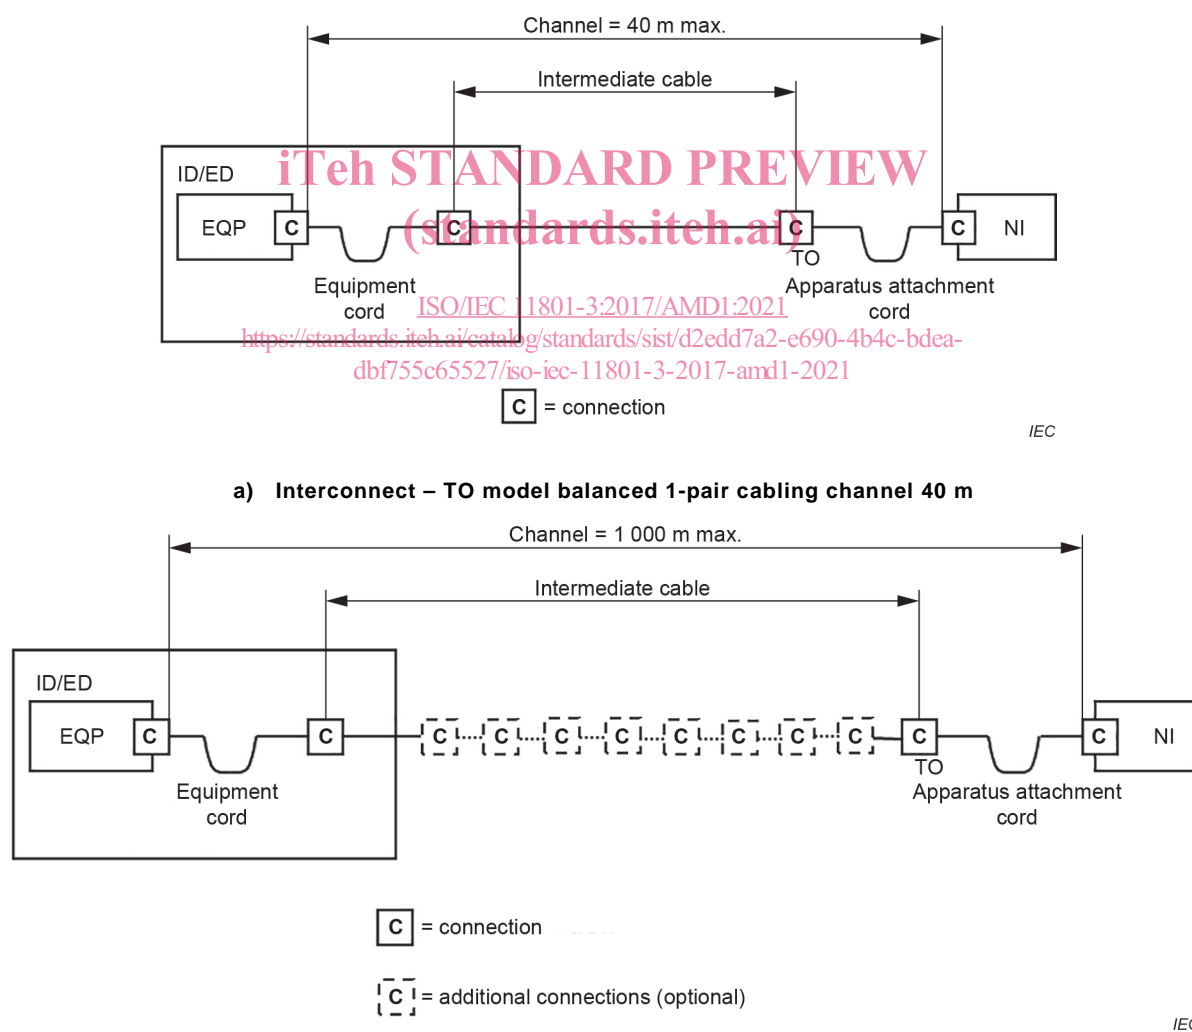 Channel = 40 m max.
Intermediate cable
iTeh STANDARD PREVIEW
ID/ED
(standards.iteh.ai)
EQP C C C C NI
TO
Equipment
cord
Apparatus attachment
cord
ISO/IEC 11801-3:2017/AMD1:2021
https://standards.iteh.ai/catalog/standards/sist/d2edd7a2-e690-4b4c-bdea-
dbf755c65527/iso-iec-11801-3-2017-amd1-2021
C = connection
IEC
a) Interconnect – TO model balanced 1-pair cabling channel 40 m
Channel = 1 000 m max.
Intermediate cable
ID/ED
EQP C C C C C C C C C C C C NI
TO
Equipment
cord
Apparatus attachment
cord
C = connection
C = additional connections (optional)
IEC